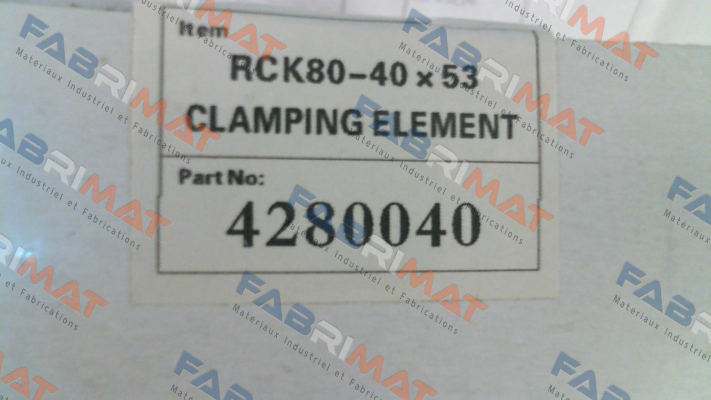 Item
RCK80-40 x 53
CLAMPING ELEMENT
Part No:
4280040
FABRIMAT
Materiaux Industriel et Fabrications